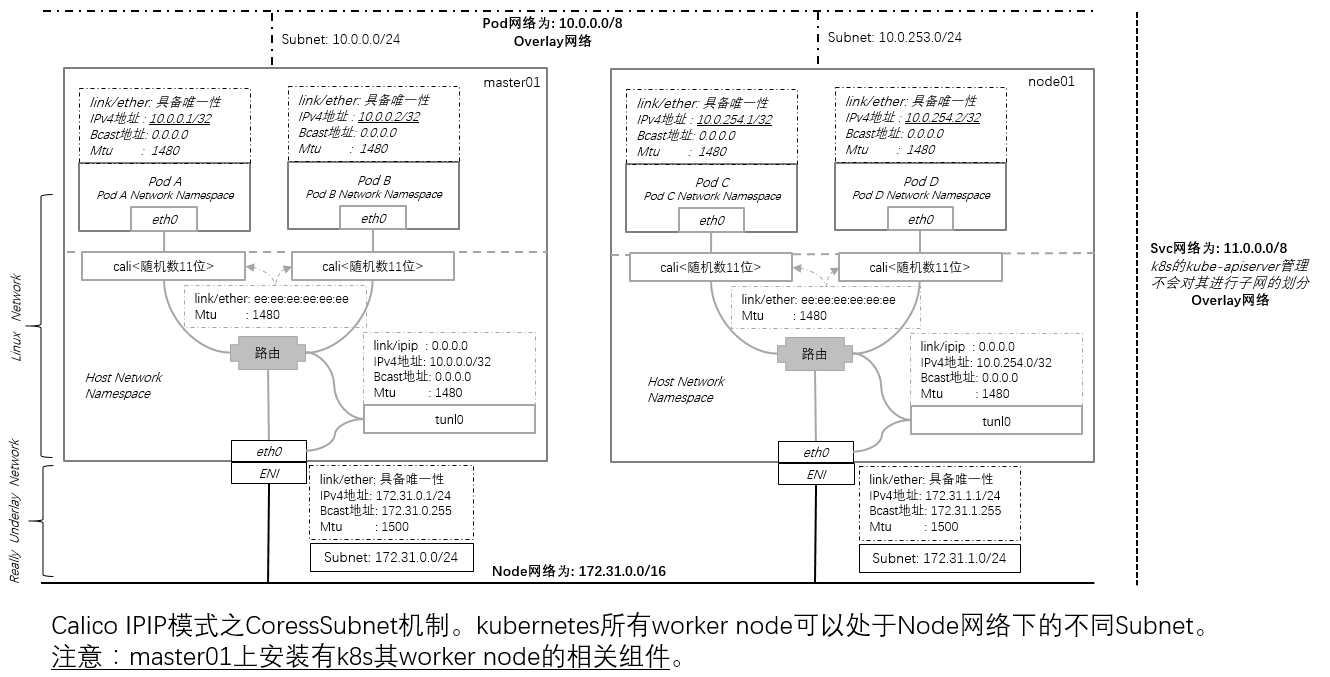 Pod网络为: 10.0.0.0/8
Overlay网络
Subnet: 10.0.0.0/24
Subnet: 10.0.253.0/24
master01
link/ether: 具备唯一性
IPv4地址 : 10.0.0.1/32
Bcast地址: 0.0.0.0
Mtu : 1480
link/ether: 具备唯一性
IPv4地址 : 10.0.0.2/32
Bcast地址: 0.0.0.0
Mtu : 1480
Pod A
Pod A Network Namespace
eth0
Pod B
Pod B Network Namespace
eth0
cali<随机数11位>
cali<随机数11位>
link/ether: ee:ee:ee:ee:ee:ee
Mtu : 1480
路由
link/ipip : 0.0.0.0
IPv4地址: 10.0.0.0/32
Bcast地址: 0.0.0.0
Mtu : 1480
Host Network
Namespace
tunl0
eth0
ENI
link/ether: 具备唯一性
IPv4地址: 172.31.0.1/24
Bcast地址: 172.31.0.255
Mtu : 1500
Subnet: 172.31.0.0/24
node01
link/ether: 具备唯一性
IPv4地址 : 10.0.254.1/32
Bcast地址: 0.0.0.0
Mtu : 1480
link/ether: 具备唯一性
IPv4地址 : 10.0.254.2/32
Bcast地址: 0.0.0.0
Mtu : 1480
Pod C
Pod C Network Namespace
eth0
Pod D
Pod D Network Namespace
eth0
cali<随机数11位>
cali<随机数11位>
link/ether: ee:ee:ee:ee:ee:ee
Mtu : 1480
路由
link/ipip : 0.0.0.0
IPv4地址: 10.0.254.0/32
Bcast地址: 0.0.0.0
Mtu : 1480
Host Network
Namespace
tunl0
eth0
ENI
link/ether: 具备唯一性
IPv4地址: 172.31.1.1/24
Bcast地址: 172.31.1.255
Mtu : 1500
Subnet: 172.31.1.0/24
Linux Network
Really Underlay Network
Node网络为: 172.31.0.0/16
Svc网络为: 11.0.0.0/8
k8s的kube-apiserver管理
不会对其进行子网的划分
Overlay网络
Calico IPIP模式之CoressSubnet机制。kubernetes所有worker node可以处于Node网络下的不同Subnet。
注意：master01上安装有k8s其worker node的相关组件。